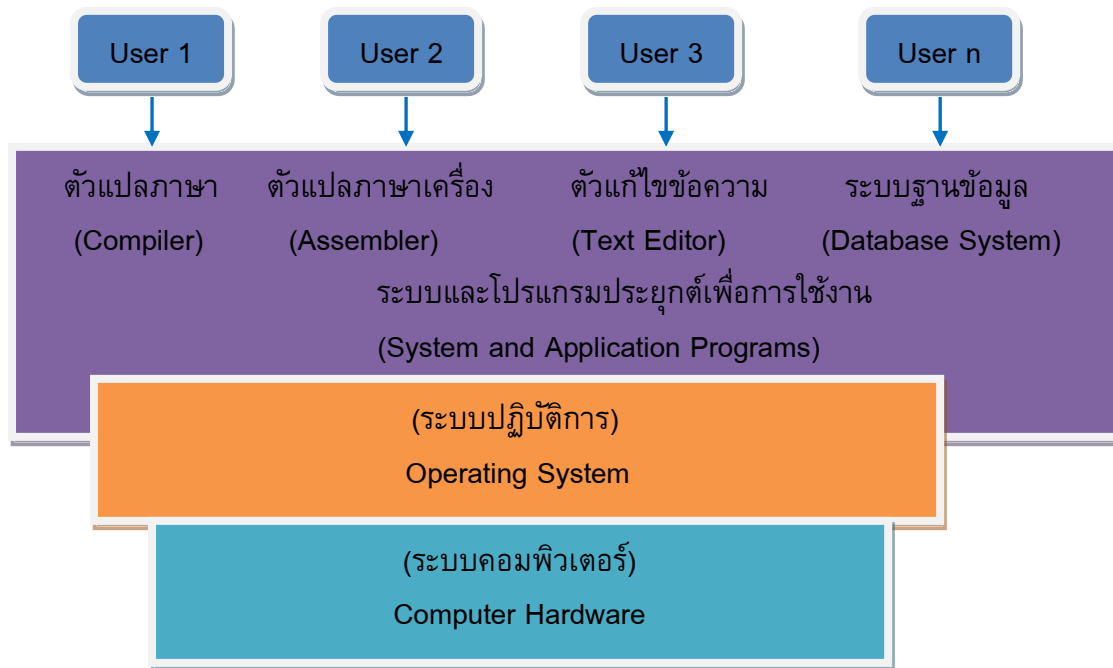 User 1 User 2 User 3 User n
ตัวแปลภาษา ตัวแปลภาษาเครื่อง ตัวแก้ไขข้อความ ระบบฐานข้อมูล
(Compiler) (Assembler) (Text Editor) (Database System)
ระบบและโปรแกรมประยุกต์เพื่อการใช้งาน
(System and Application Programs)
(ระบบปฏิบัติการ)
Operating System
(ระบบคอมพิวเตอร์)
Computer Hardware